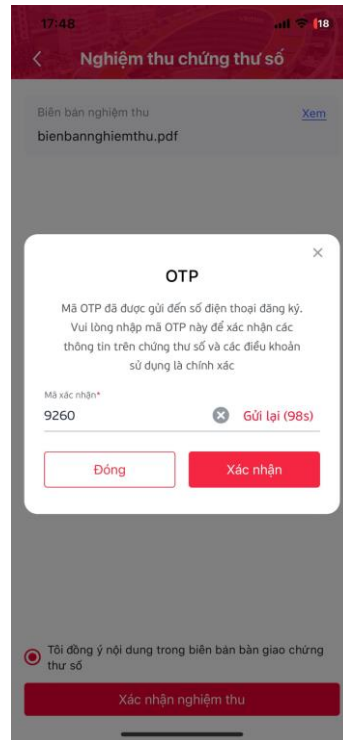 17:48
18
Nghiệm thu chứng thư số
Biên bản nghiệm thu
Xem
bienbannghiemthu.pdf
OTP
Mã OTP đã được gửi đến số điện thoại đăng ký.
Vui lòng nhập mã OTP này để xác nhận các
thông tin trên chứng thư số và các điều khoản
sử dụng là chính xác
Mã xác nhận*
9260
Gửi lại (98s)
Đóng
Xác nhận
Tôi đồng ý nội dung trong biên bản bàn giao chứng
thư số
Xác nhận nghiệm thu